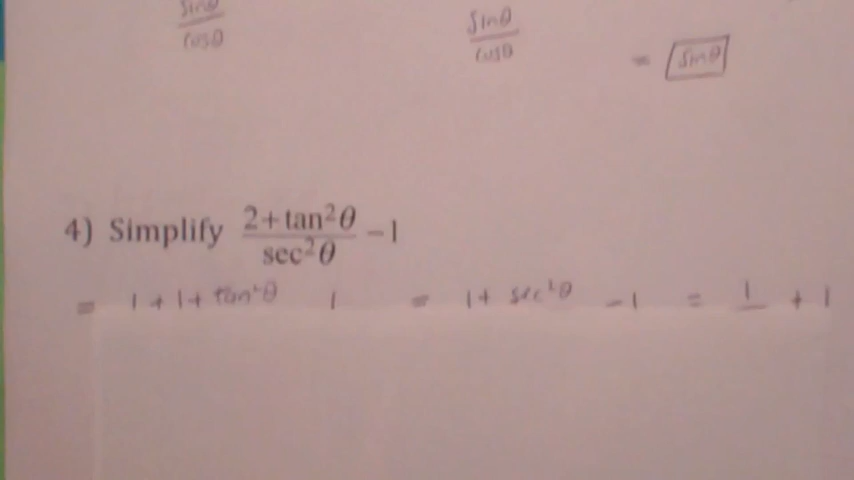 sinθ sinθ
cosθ cosθ = sinθ
4) Simplify 2+tan²θ −1
sec²θ
= 1+1+tan²θ 1 = 1+ sec²θ −1 = 1 + 1